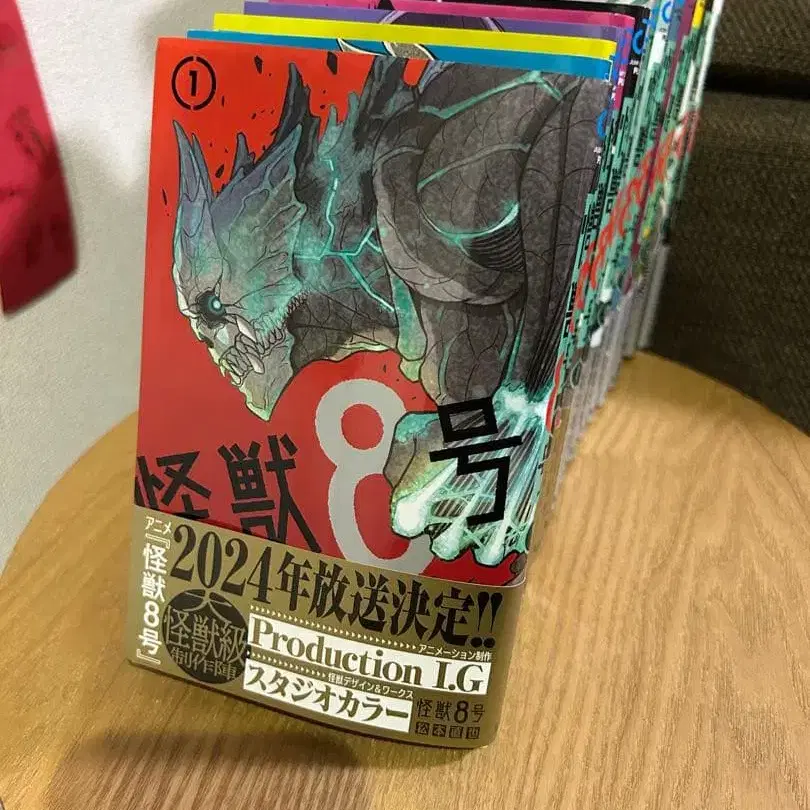 1
怪獣8号
アニメ『怪獣8号』
2024年放送決定!!
大怪獣級
制作陣
アニメーション制作
Production I.G
怪獣デザイン&ワークス
スタジオカラー
怪獣8号
松本直也